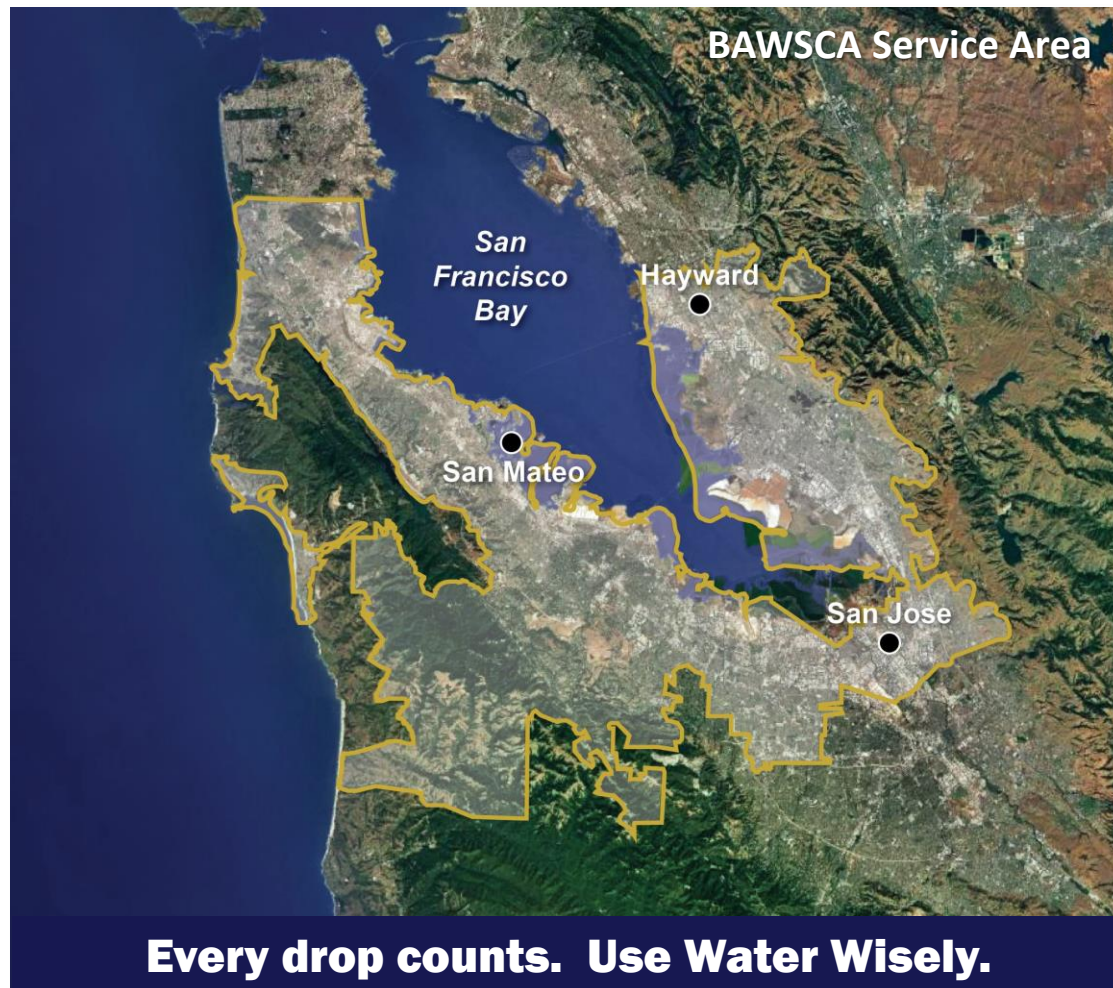 BAWSCA Service Area
San
Francisco
Bay
Hayward
San Mateo
San Jose
Every drop counts.  Use Water Wisely.